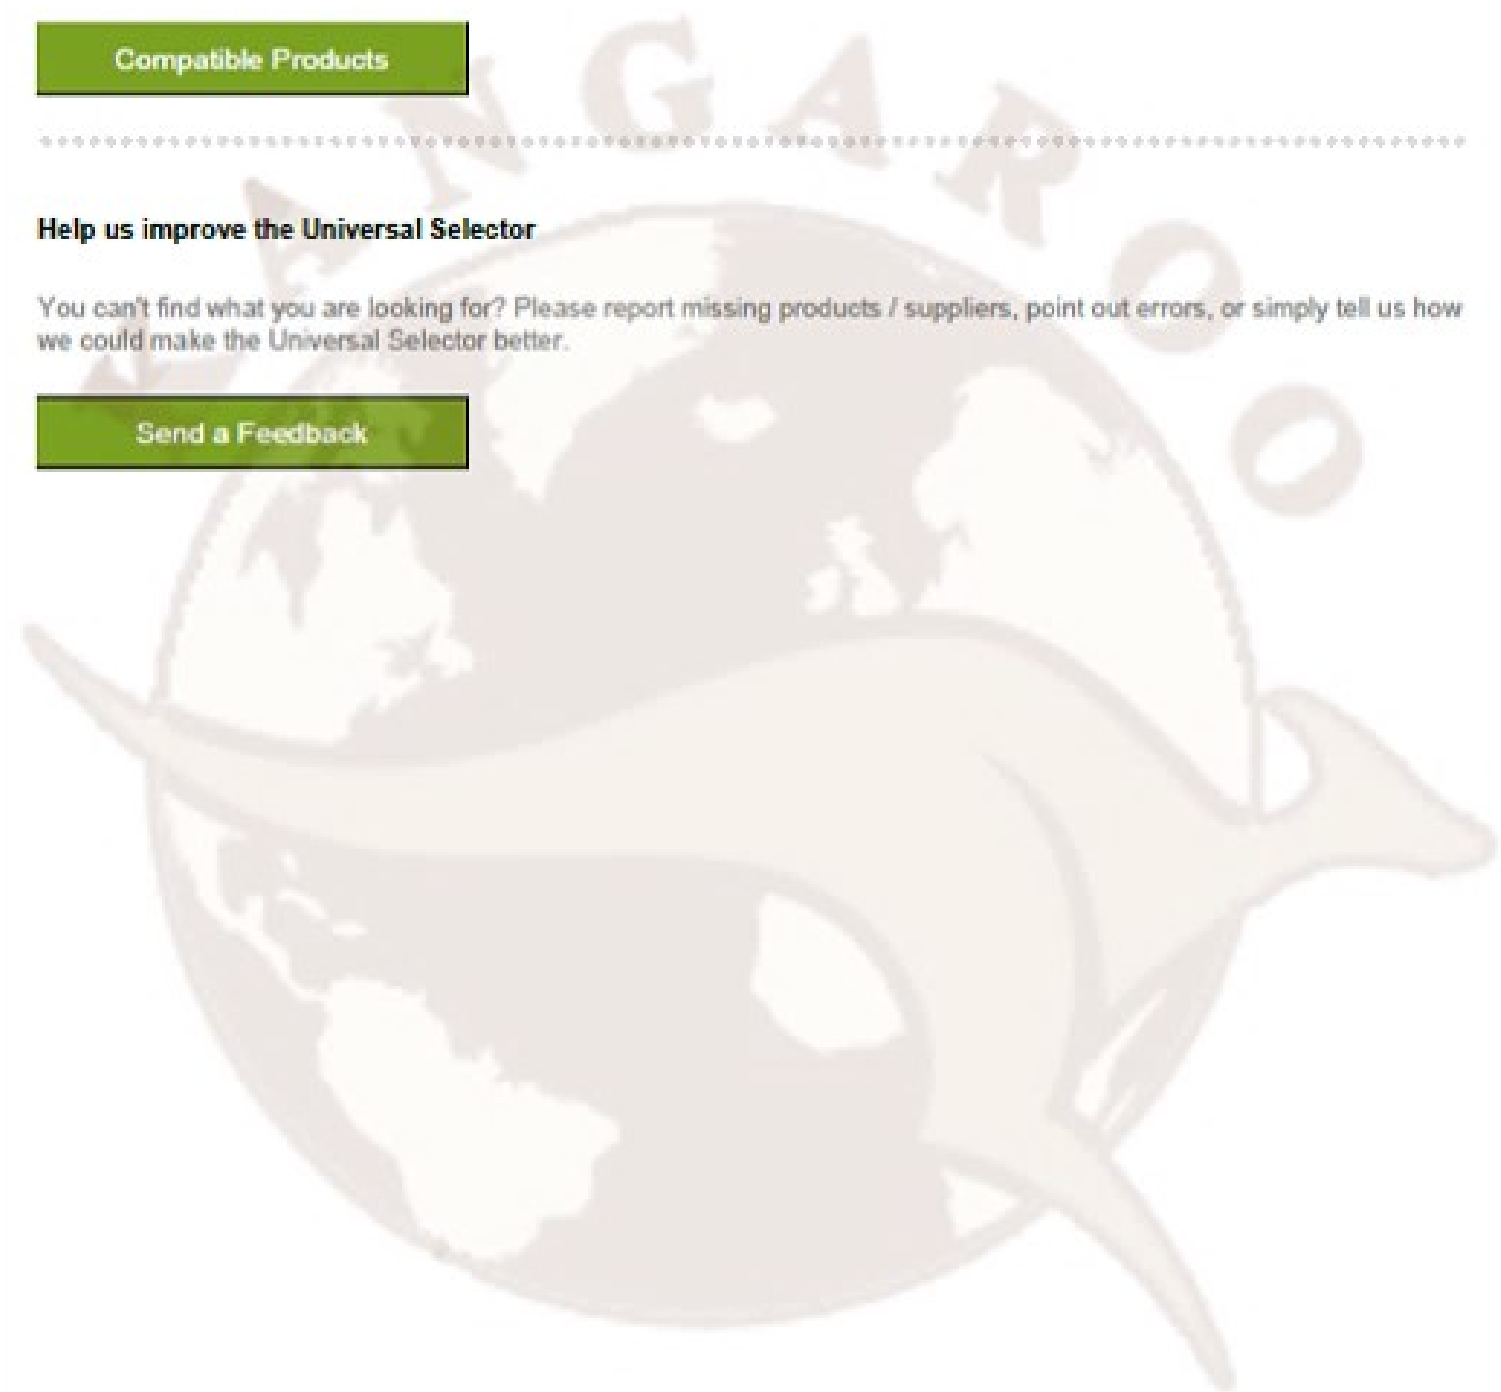 Compatible Products
KANGAROO
Help us improve the Universal Selector
You can't find what you are looking for? Please report missing products / suppliers, point out errors, or simply tell us how
we could make the Universal Selector better.
Send a Feedback